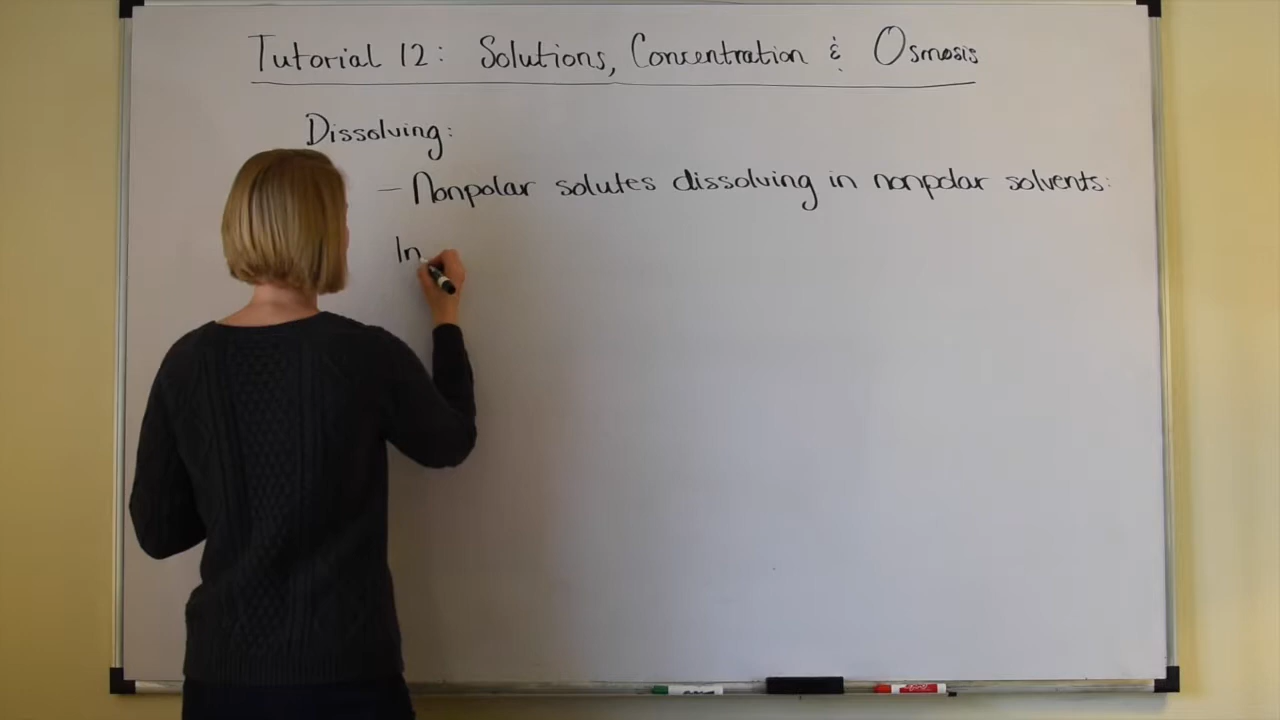 Tutorial 12: Solutions, Concentration & Osmosis
Dissolving:
– Nonpolar solutes dissolving in nonpolar solvents:
In